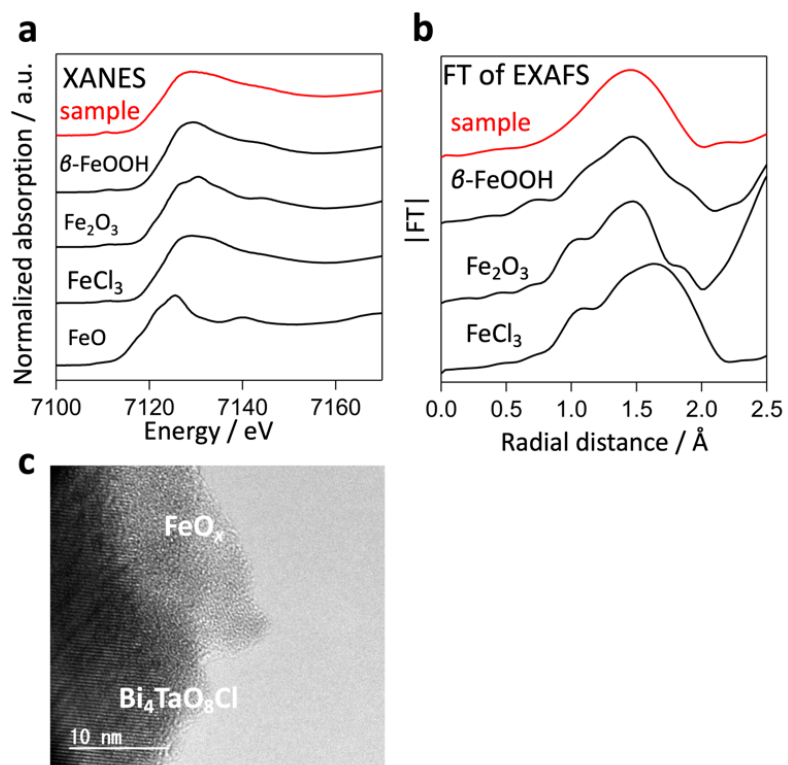 a
XANES
sample
β-FeOOH
Fe₂O₃
FeCl₃
FeO
Normalized absorption / a.u.
7100 7120 7140 7160
Energy / eV
b
FT of EXAFS
sample
β-FeOOH
Fe₂O₃
FeCl₃
|FT|
0.0 0.5 1.0 1.5 2.0 2.5
Radial distance / Å
c
FeOₓ
Bi₄TaO₈Cl
10 nm